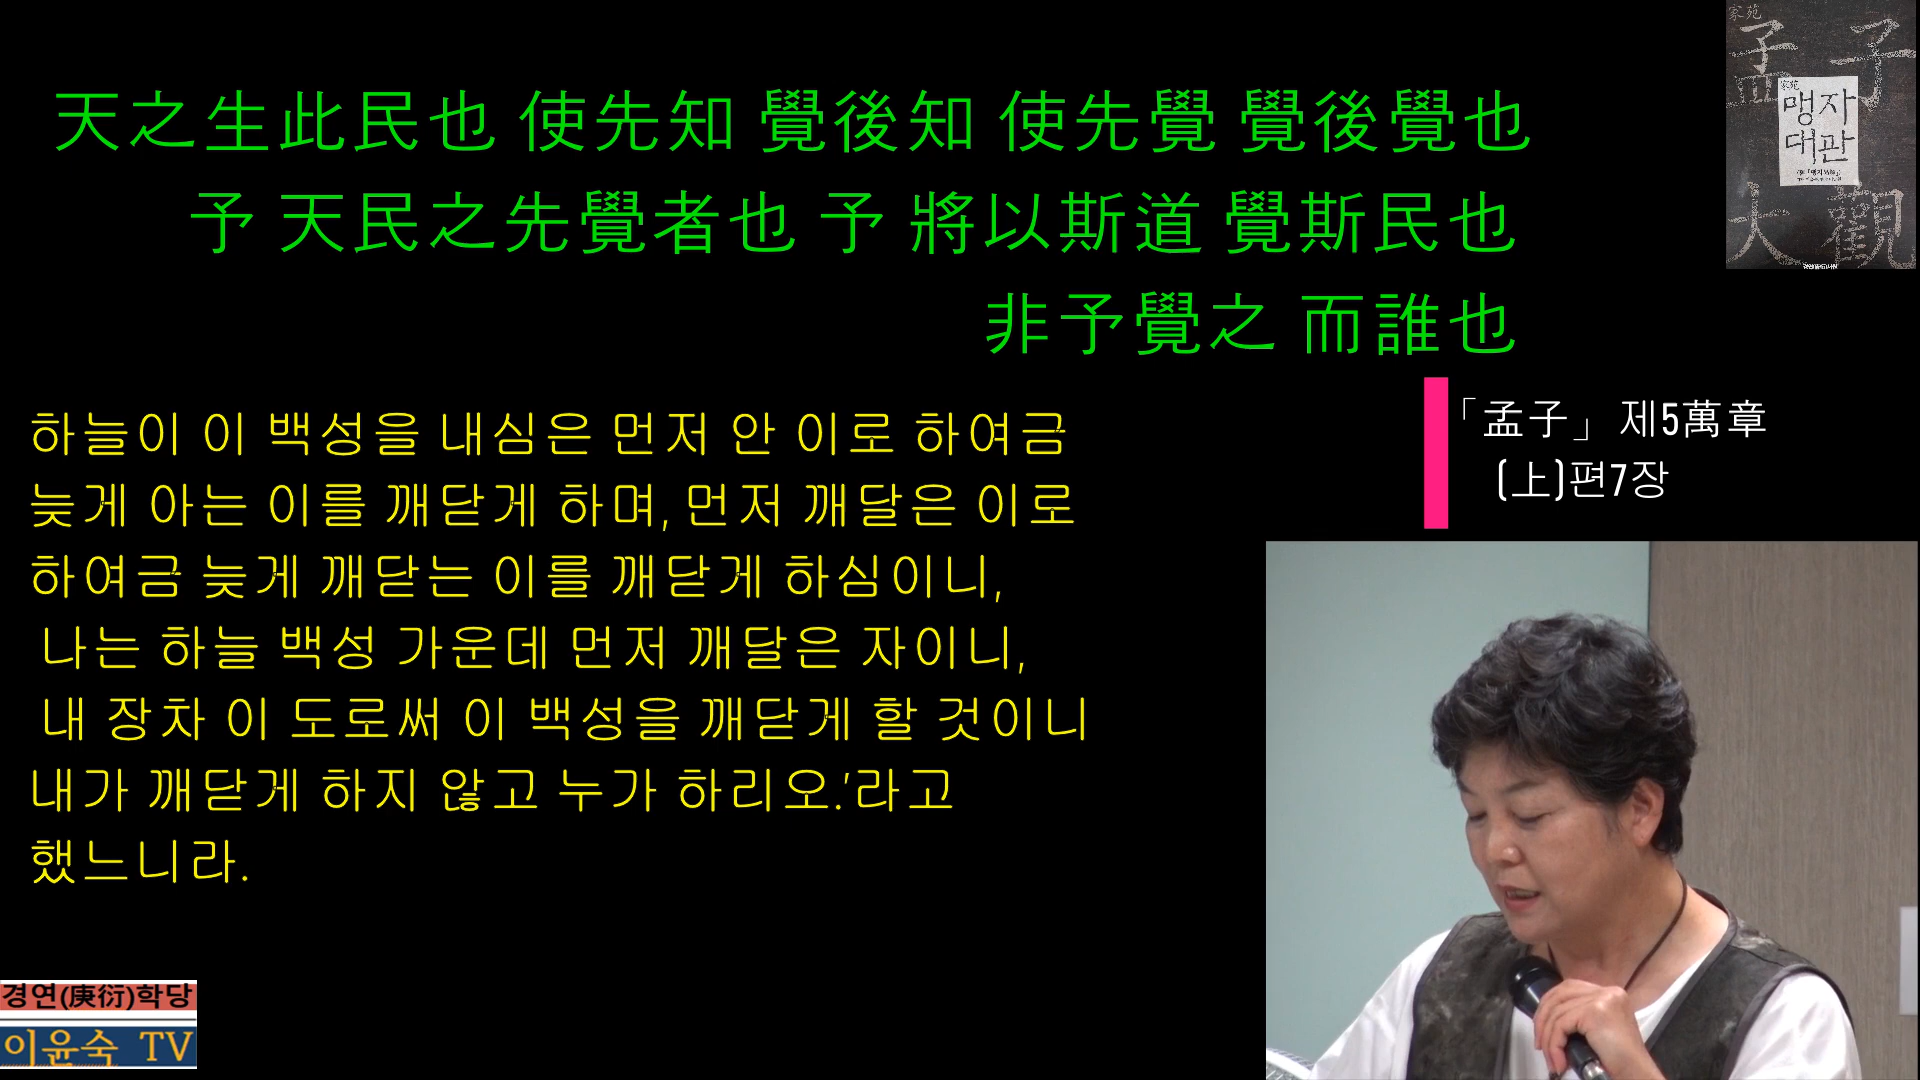 天之生此民也 使先知 覺後知 使先覺 覺後覺也
予 天民之先覺者也 予 將以斯道 覺斯民也
非予覺之 而誰也
「孟子」 제5萬章
(上)편7장
하늘이 이 백성을 내심은 먼저 안 이로 하여금
늦게 아는 이를 깨닫게 하며, 먼저 깨달은 이로
하여금 늦게 깨닫는 이를 깨닫게 하심이니,
나는 하늘 백성 가운데 먼저 깨달은 자이니,
내 장차 이 도로써 이 백성을 깨닫게 할 것이니
내가 깨닫게 하지 않고 누가 하리오.'라고
했느니라.
家苑
孟子
맹자
대관
大觀
경연(庚衍)학당
이윤숙 TV